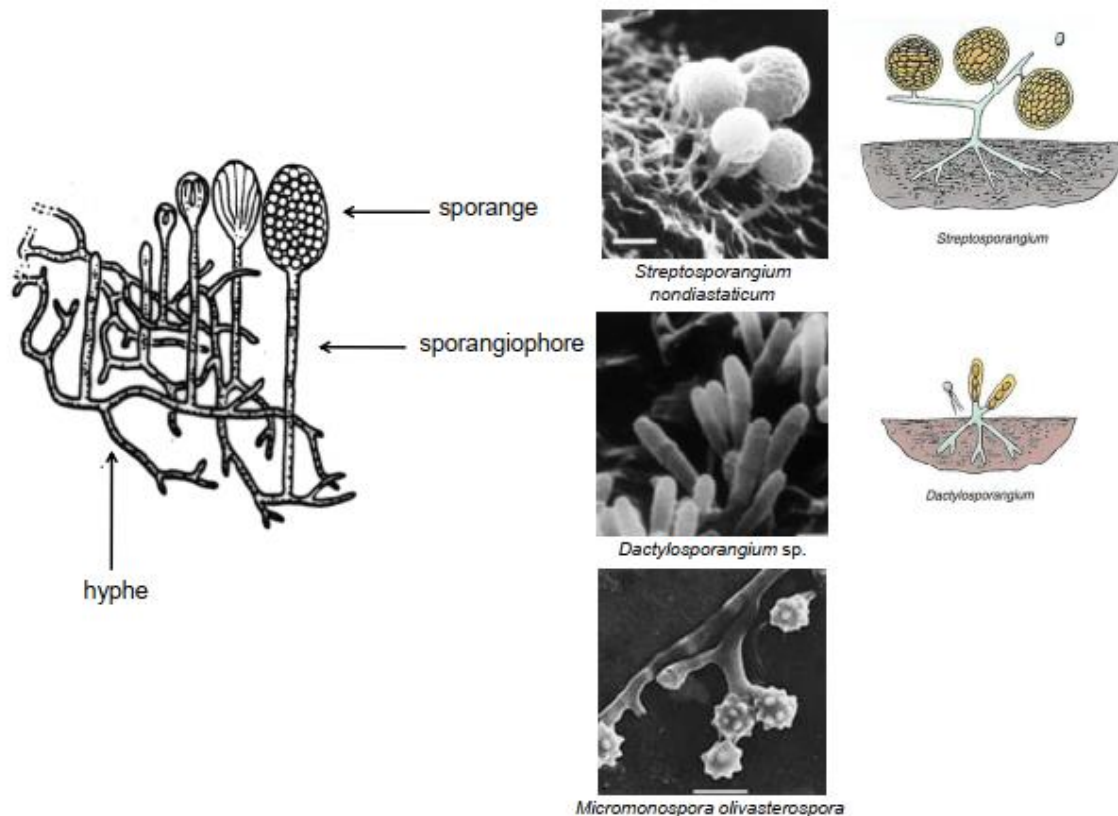 sporange
sporangiophore
hyphe
Streptosporangium
nondiastaticum
Streptosporangium
Dactylosporangium sp.
Dactylosporangium
Micromonospora olivasterospora